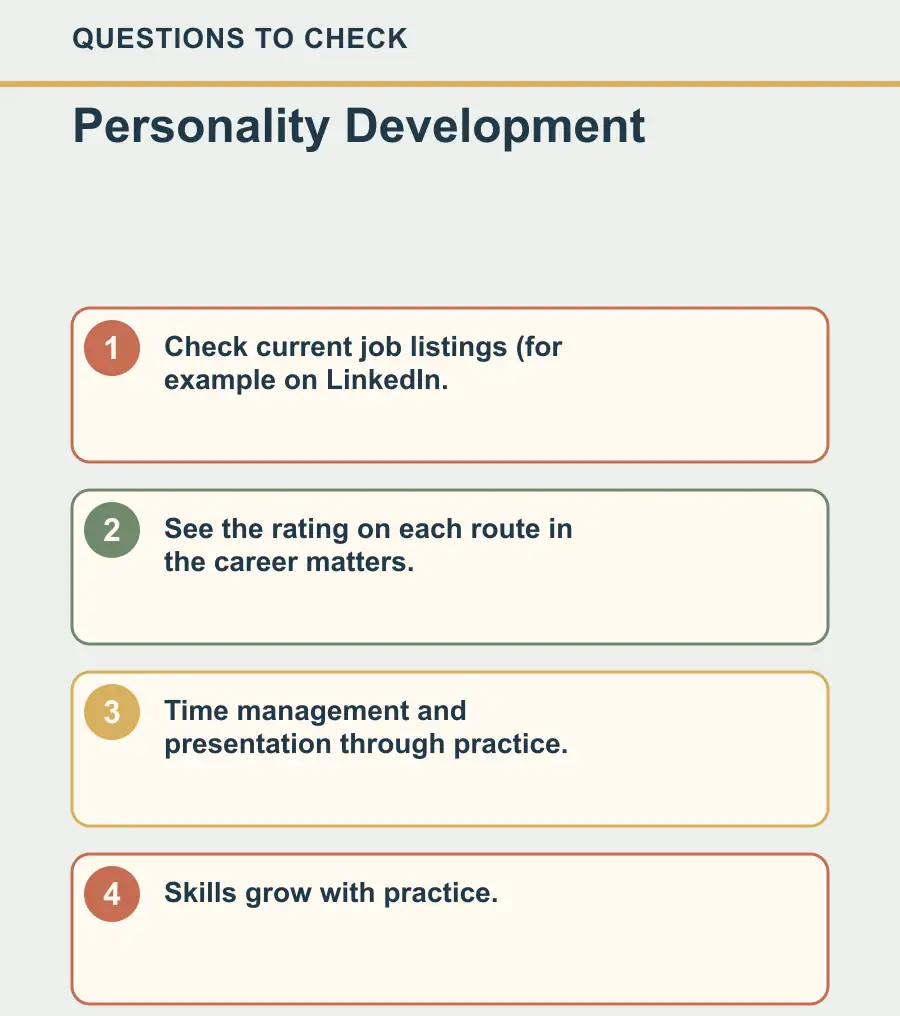 QUESTIONS TO CHECK
Personality Development
1
Check current job listings (for
example on LinkedIn.
2
See the rating on each route in
the career matters.
3
Time management and
presentation through practice.
4
Skills grow with practice.